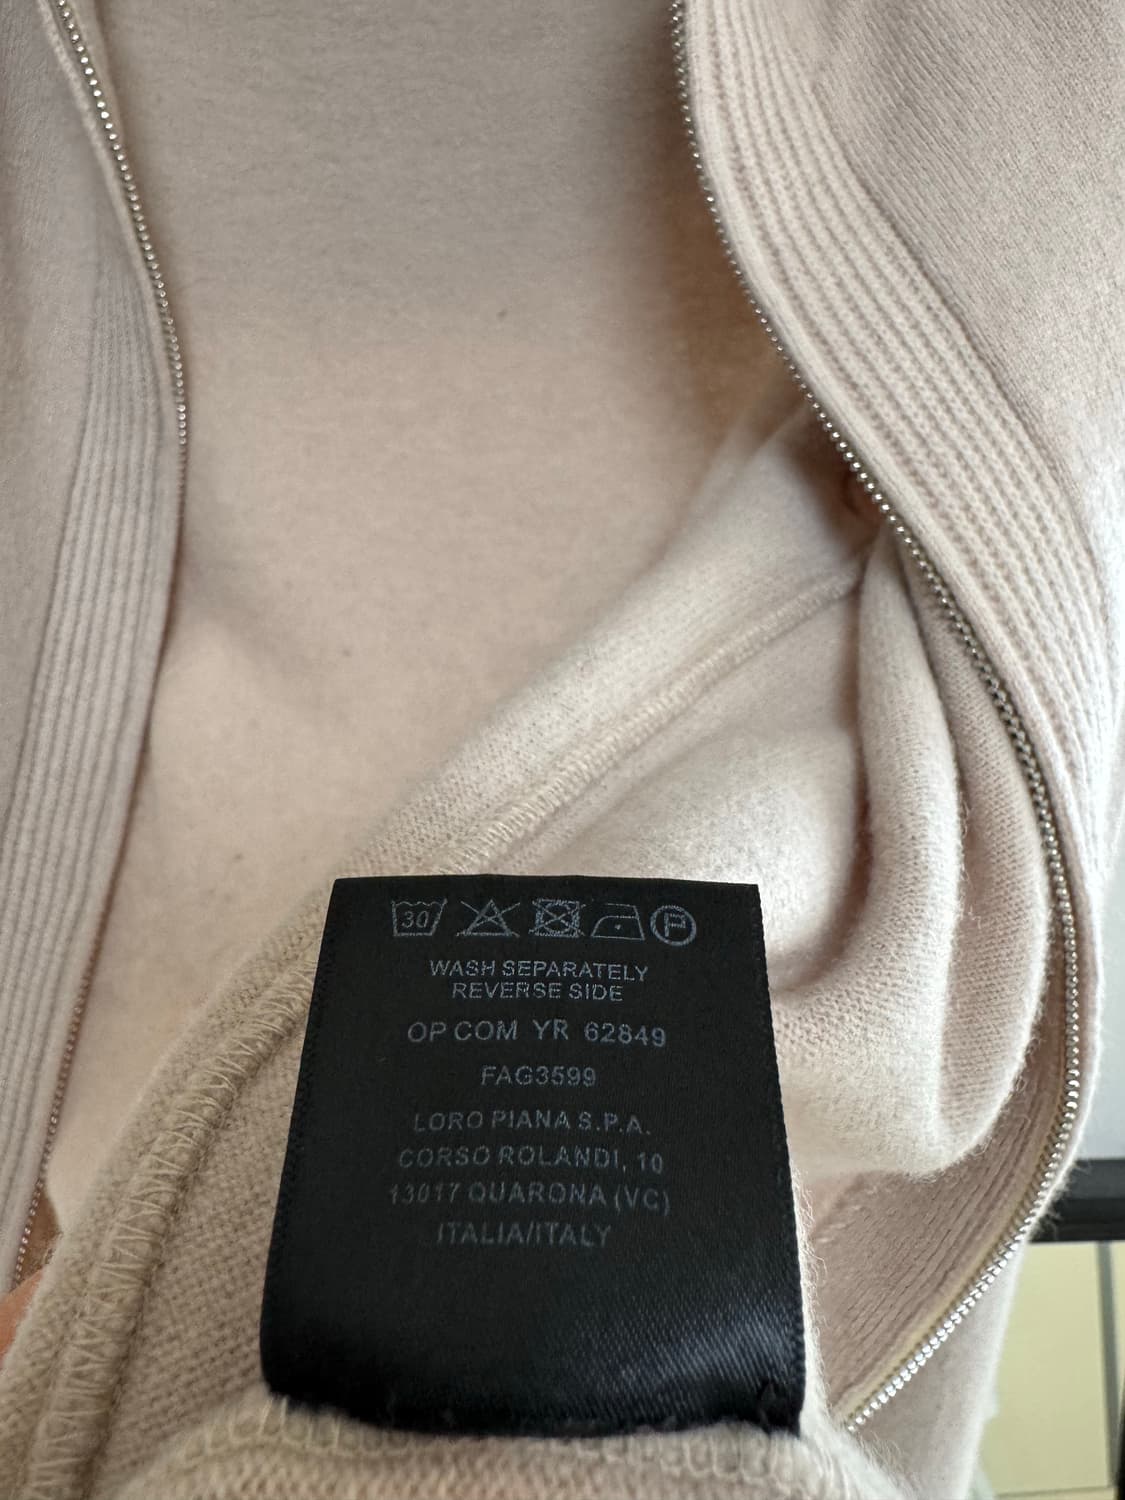 30
P
WASH SEPARATELY
REVERSE SIDE
OP COM YR 62849
FAG3599
LORO PIANA S.P.A.
CORSO ROLANDI, 10
13017 QUARONA (VC)
ITALIA/ITALY